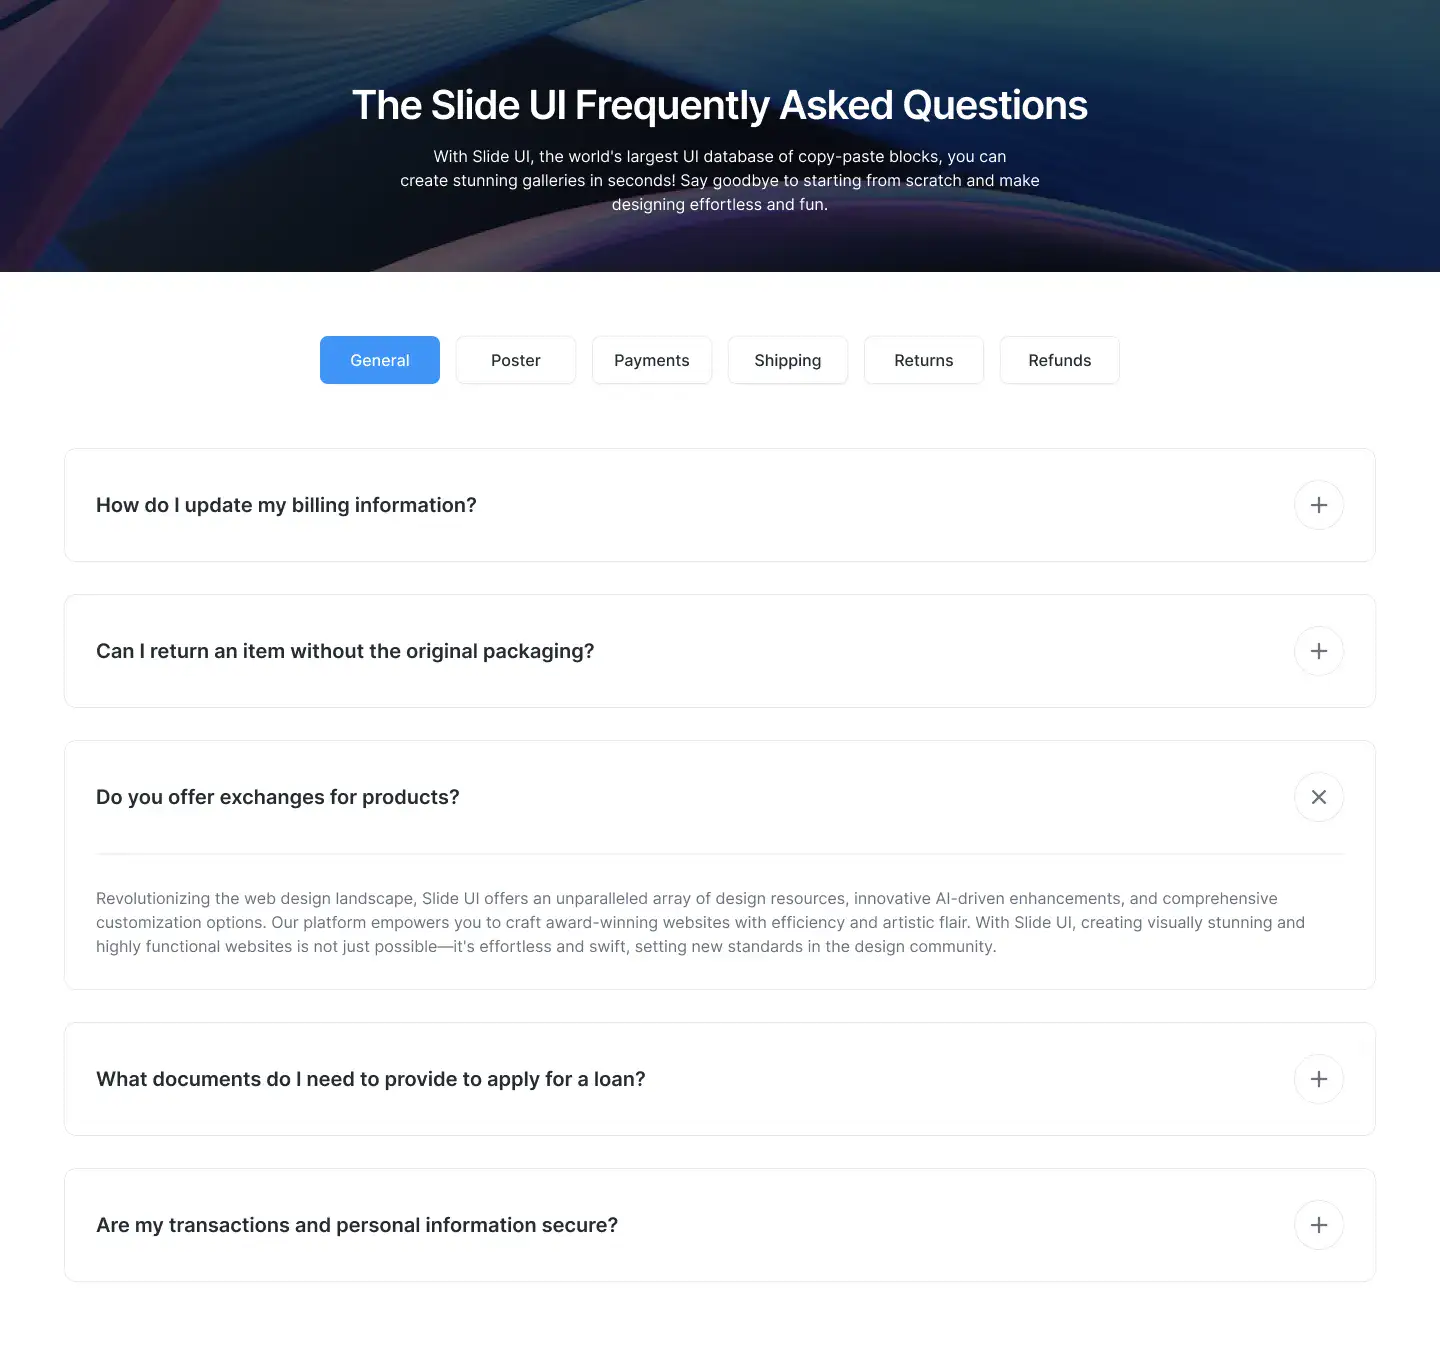 The Slide UI Frequently Asked Questions
With Slide UI, the world's largest UI database of copy-paste blocks, you can
create stunning galleries in seconds! Say goodbye to starting from scratch and make
designing effortless and fun.
General
Poster
Payments
Shipping
Returns
Refunds
How do I update my billing information?
Can I return an item without the original packaging?
Do you offer exchanges for products?
Revolutionizing the web design landscape, Slide UI offers an unparalleled array of design resources, innovative AI-driven enhancements, and comprehensive
customization options. Our platform empowers you to craft award-winning websites with efficiency and artistic flair. With Slide UI, creating visually stunning and
highly functional websites is not just possible—it's effortless and swift, setting new standards in the design community.
What documents do I need to provide to apply for a loan?
Are my transactions and personal information secure?